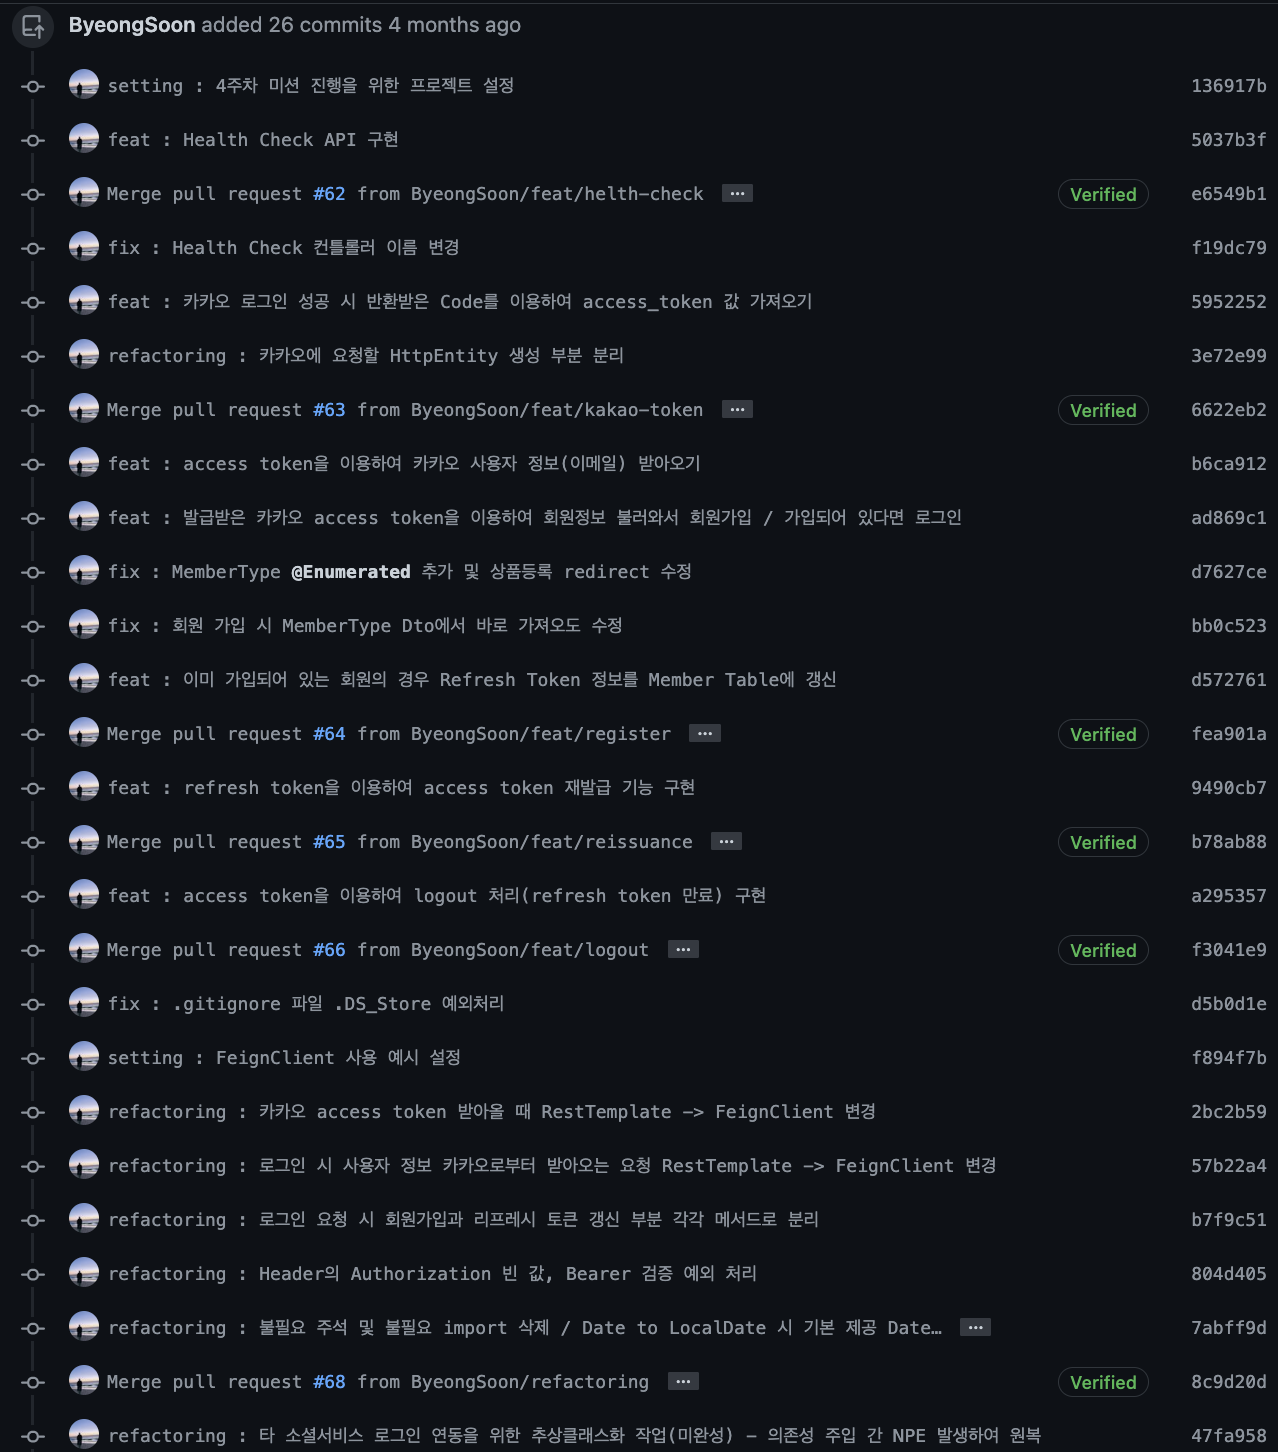 ByeongSoon added 26 commits 4 months ago
setting : 4주차 미션 진행을 위한 프로젝트 설정 136917b
feat : Health Check API 구현 5037b3f
Merge pull request #62 from ByeongSoon/feat/helth-check ... Verified e6549b1
fix : Health Check 컨틀롤러 이름 변경 f19dc79
feat : 카카오 로그인 성공 시 반환받은 Code를 이용하여 access_token 값 가져오기 5952252
refactoring : 카카오에 요청할 HttpEntity 생성 부분 분리 3e72e99
Merge pull request #63 from ByeongSoon/feat/kakao-token ... Verified 6622eb2
feat : access token을 이용하여 카카오 사용자 정보(이메일) 받아오기 b6ca912
feat : 발급받은 카카오 access token을 이용하여 회원정보 불러와서 회원가입 / 가입되어 있다면 로그인 ad869c1
fix : MemberType @Enumerated 추가 및 상품등록 redirect 수정 d7627ce
fix : 회원 가입 시 MemberType Dto에서 바로 가져오도 수정 bb0c523
feat : 이미 가입되어 있는 회원의 경우 Refresh Token 정보를 Member Table에 갱신 d572761
Merge pull request #64 from ByeongSoon/feat/register ... Verified fea901a
feat : refresh token을 이용하여 access token 재발급 기능 구현 9490cb7
Merge pull request #65 from ByeongSoon/feat/reissuance ... Verified b78ab88
feat : access token을 이용하여 logout 처리(refresh token 만료) 구현 a295357
Merge pull request #66 from ByeongSoon/feat/logout ... Verified f3041e9
fix : .gitignore 파일 .DS_Store 예외처리 d5b0d1e
setting : FeignClient 사용 예시 설정 f894f7b
refactoring : 카카오 access token 받아올 때 RestTemplate -> FeignClient 변경 2bc2b59
refactoring : 로그인 시 사용자 정보 카카오로부터 받아오는 요청 RestTemplate -> FeignClient 변경 57b22a4
refactoring : 로그인 요청 시 회원가입과 리프레시 토큰 갱신 부분 각각 메서드로 분리 b7f9c51
refactoring : Header의 Authorization 빈 값, Bearer 검증 예외 처리 804d405
refactoring : 불필요 주석 및 불필요 import 삭제 / Date to LocalDate 시 기본 제공 Date… ... 7abff9d
Merge pull request #68 from ByeongSoon/refactoring ... Verified 8c9d20d
refactoring : 타 소셜서비스 로그인 연동을 위한 추상클래스화 작업(미완성) - 의존성 주입 간 NPE 발생하여 원복 47fa958